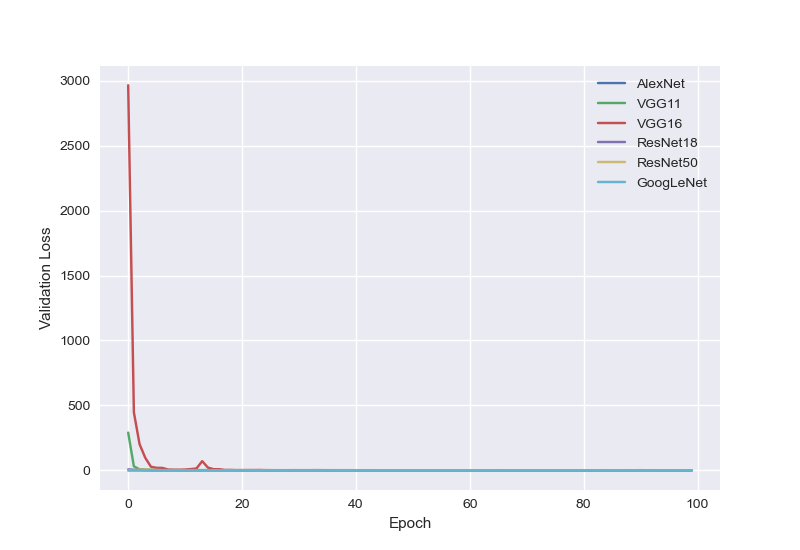 3000
2500
2000
1500
1000
500
0
Validation Loss
AlexNet
VGG11
VGG16
ResNet18
ResNet50
GoogLeNet
0 20 40 60 80 100
Epoch